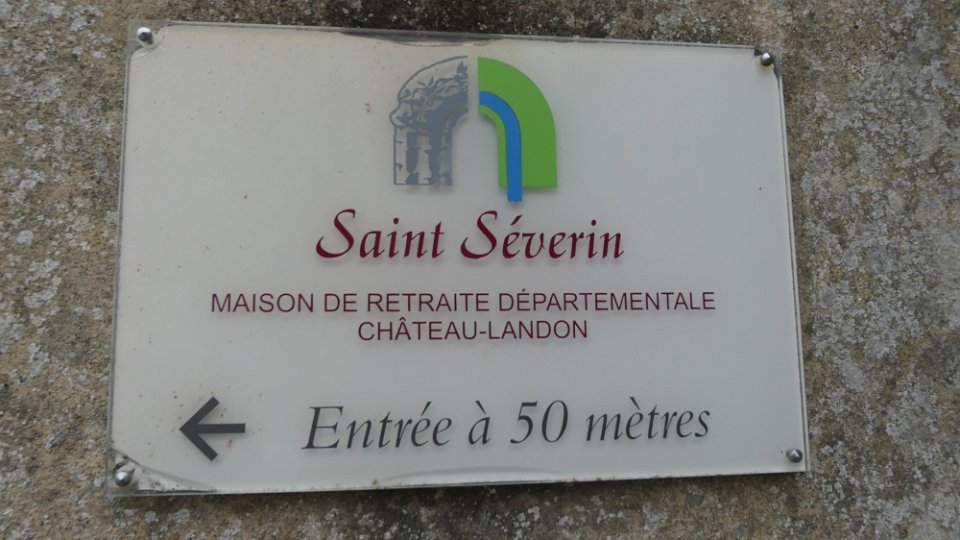 Saint Séverin
MAISON DE RETRAITE DÉPARTEMENTALE
CHÂTEAU-LANDON
Entrée à 50 mètres